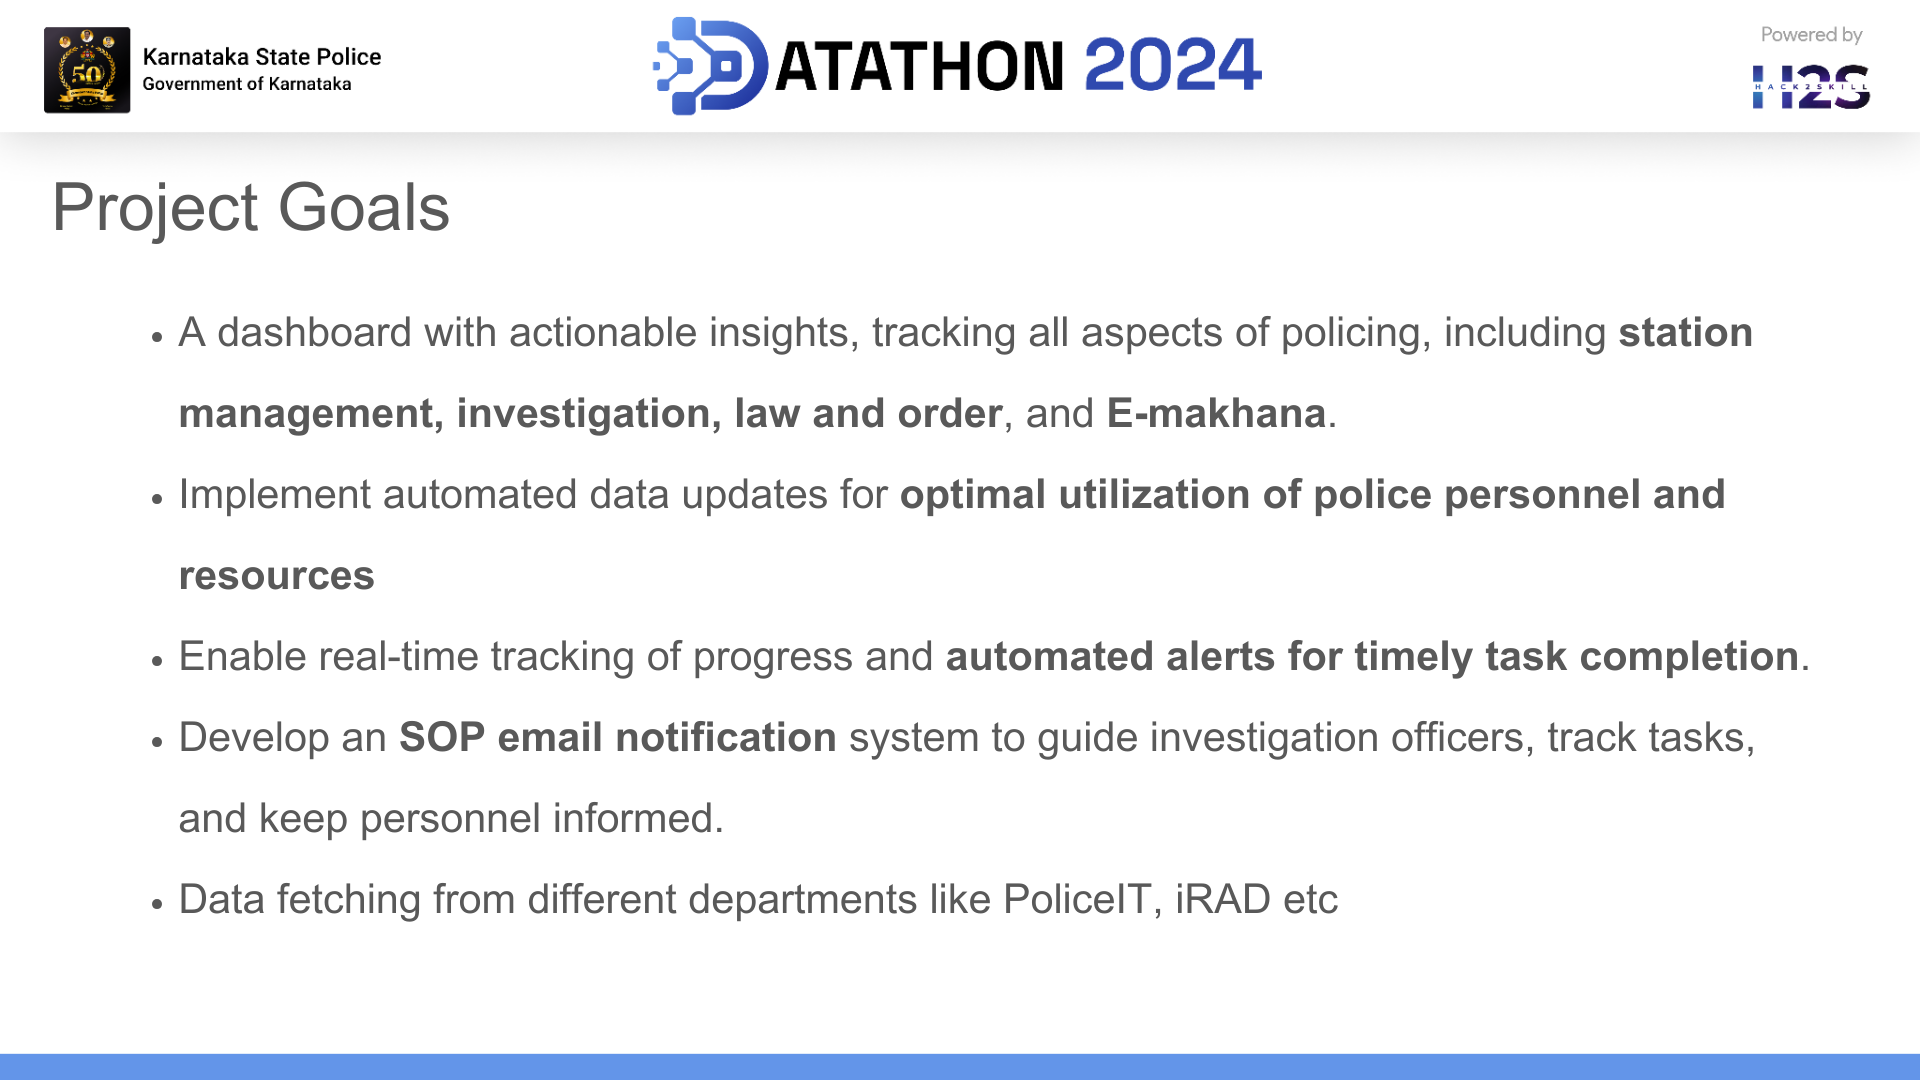 Karnataka State Police
Government of Karnataka
50
DATATHON 2024
Powered by
H2S
HACK2SKILL
Project Goals
• A dashboard with actionable insights, tracking all aspects of policing, including station
management, investigation, law and order, and E-makhana.
• Implement automated data updates for optimal utilization of police personnel and
resources
• Enable real-time tracking of progress and automated alerts for timely task completion.
• Develop an SOP email notification system to guide investigation officers, track tasks,
and keep personnel informed.
• Data fetching from different departments like PoliceIT, iRAD etc